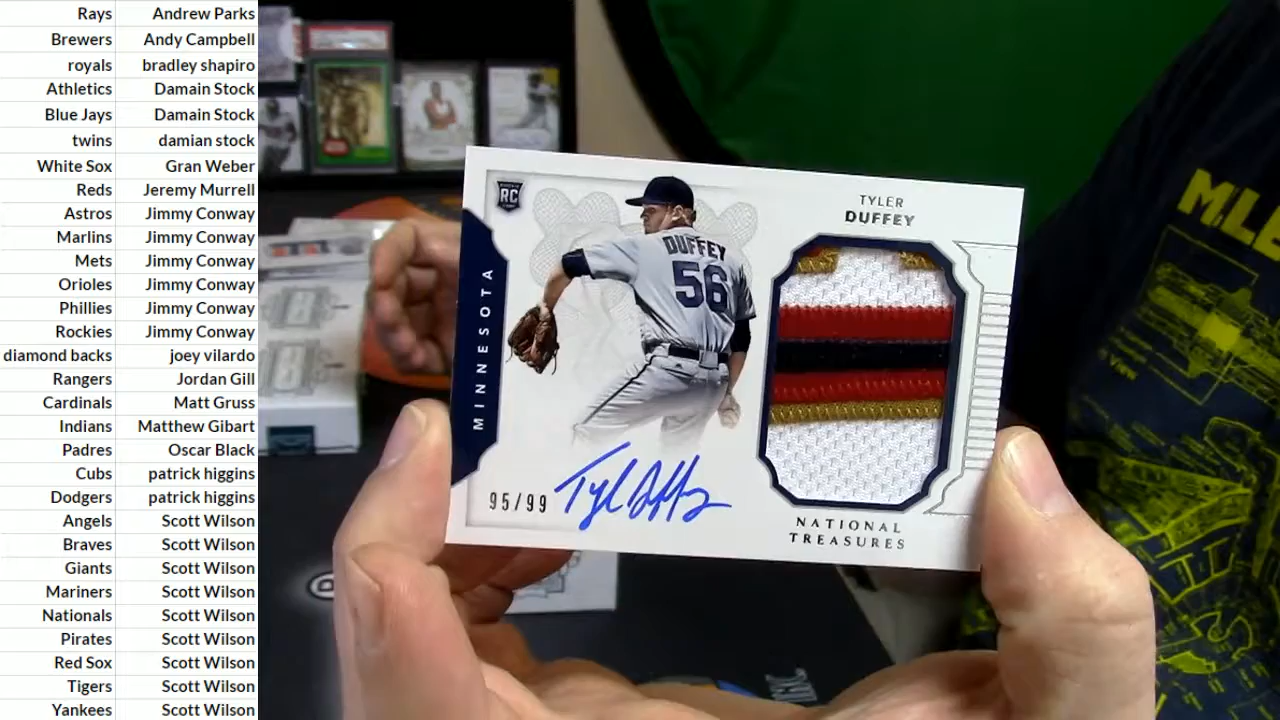 Rays Andrew Parks
Brewers Andy Campbell
royals bradley shapiro
Athletics Damain Stock
Blue Jays Damain Stock
twins damian stock
White Sox Gran Weber
Reds Jeremy Murrell
Astros Jimmy Conway
Marlins Jimmy Conway
Mets Jimmy Conway
Orioles Jimmy Conway
Phillies Jimmy Conway
Rockies Jimmy Conway
diamond backs joey vilardo
Rangers Jordan Gill
Cardinals Matt Gruss
Indians Matthew Gibart
Padres Oscar Black
Cubs patrick higgins
Dodgers patrick higgins
Angels Scott Wilson
Braves Scott Wilson
Giants Scott Wilson
Mariners Scott Wilson
Nationals Scott Wilson
Pirates Scott Wilson
Red Sox Scott Wilson
Tigers Scott Wilson
Yankees Scott Wilson
RC
TYLER
DUFFEY
DUFFEY
56
MINNESOTA
95/99
Tyler Duffey
NATIONAL
TREASURES
MLB